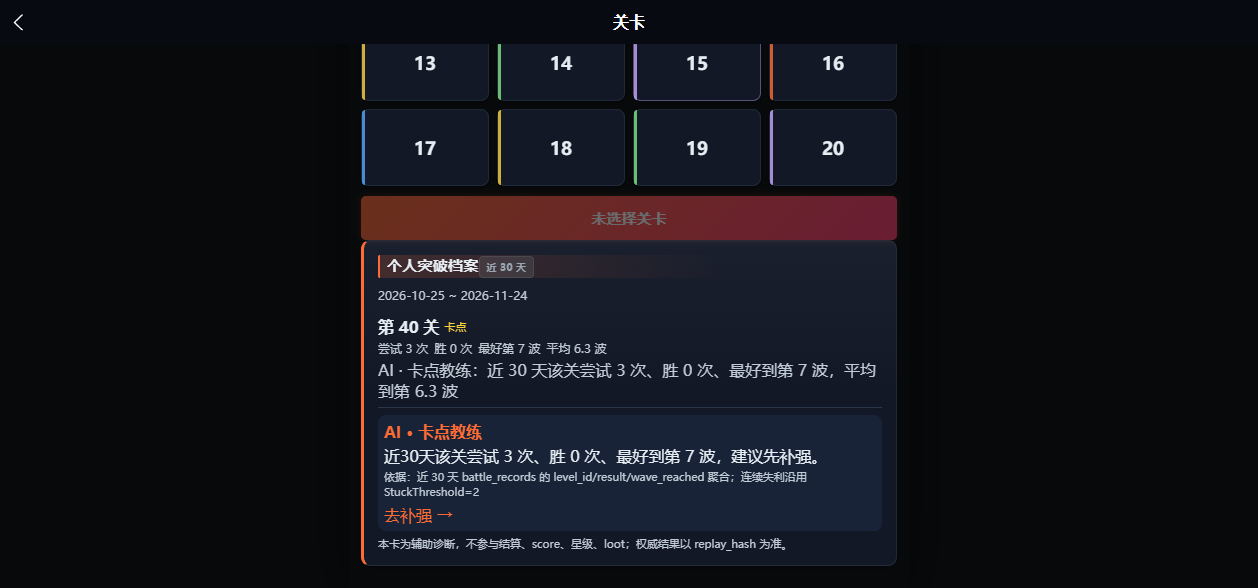 关卡
13 14 15 16
17 18 19 20
未选择关卡
个人突破档案 近 30 天
2026-10-25 ~ 2026-11-24
第 40 关 卡点
尝试 3 次 胜 0 次 最好第 7 波 平均 6.3 波
AI · 卡点教练：近 30 天该关尝试 3 次、胜 0 次、最好到第 7 波，平均
到第 6.3 波
AI • 卡点教练
近30天该关尝试 3 次、胜 0 次、最好到第 7 波，建议先补强。
依据：近 30 天 battle_records 的 level_id/result/wave_reached 聚合；连续失利沿用
StuckThreshold=2
去补强 →
本卡为辅助诊断，不参与结算、score、星级、loot；权威结果以 replay_hash 为准。